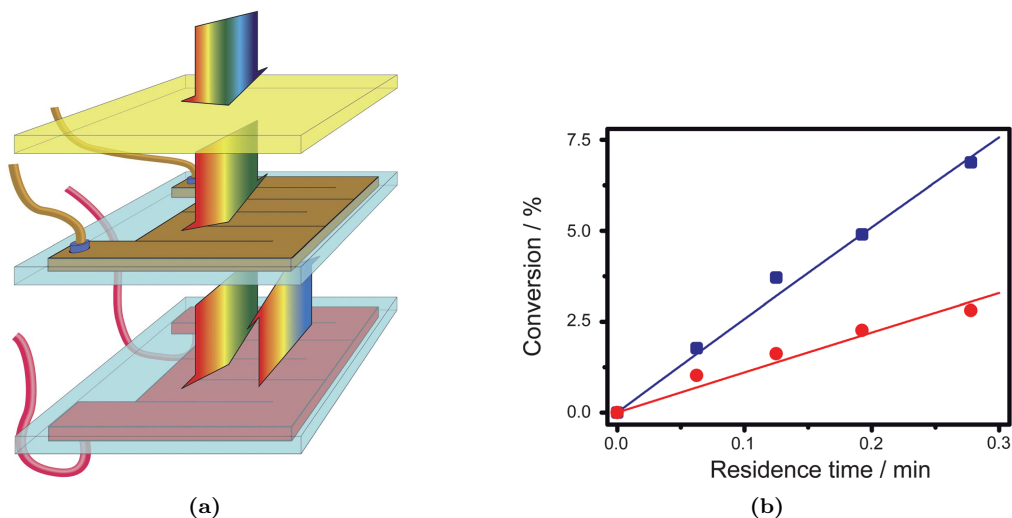 7.5
5.0
2.5
0.0
Conversion / %
0.0 0.1 0.2 0.3
Residence time / min
(a) (b)